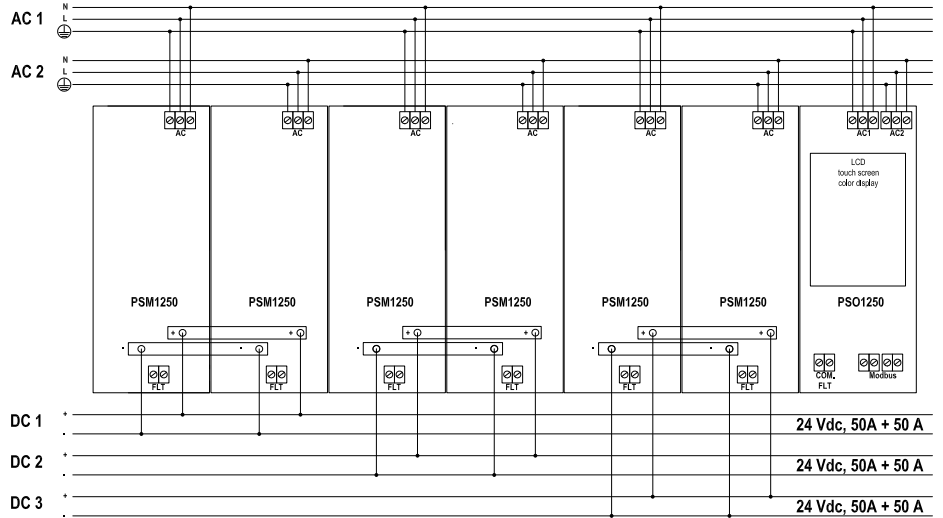 N
AC 1 L
N
AC 2 L
AC AC AC AC AC AC AC1 AC2
LCD
touch screen
color display
PSM1250 PSM1250 PSM1250 PSM1250 PSM1250 PSM1250 PSO1250
+ + + + + +
- - - - - -
FLT FLT FLT FLT FLT FLT COM. Modbus
FLT
DC 1 +
- 24 Vdc, 50A + 50 A
DC 2 +
- 24 Vdc, 50A + 50 A
DC 3 +
- 24 Vdc, 50A + 50 A